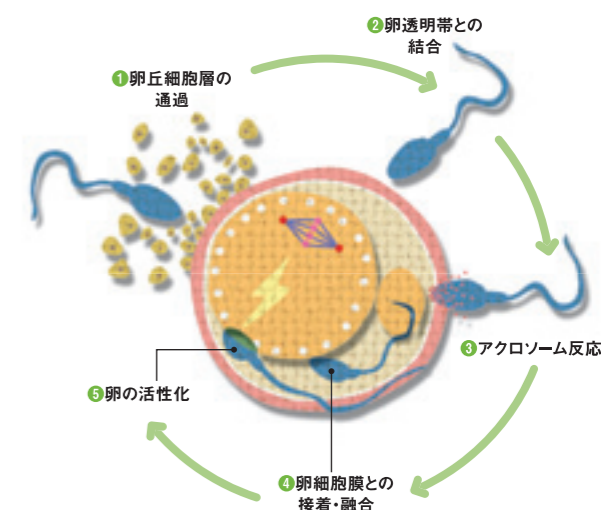 ❶卵丘細胞層の
通過
❷卵透明帯との
結合
❸アクロソーム反応
❹卵細胞膜との
接着・融合
❺卵の活性化